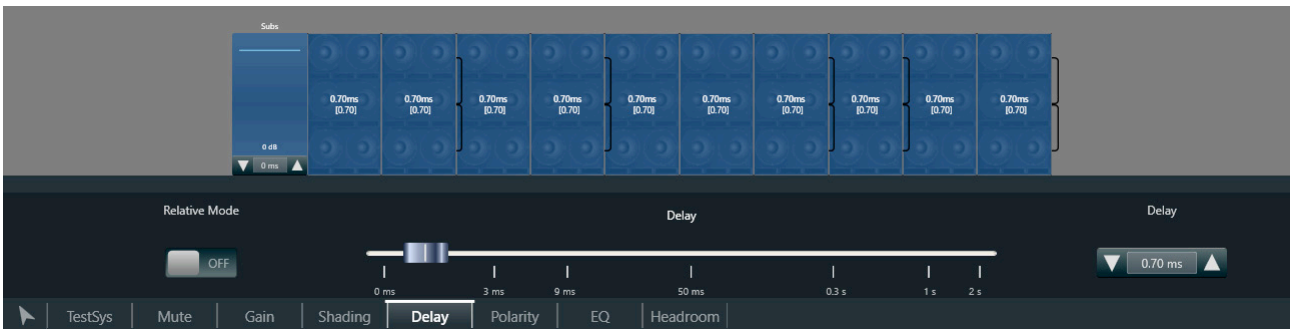 Subs
0.70ms 0.70ms 0.70ms 0.70ms 0.70ms 0.70ms 0.70ms 0.70ms 0.70ms 0.70ms
[0.70] [0.70] [0.70] [0.70] [0.70] [0.70] [0.70] [0.70] [0.70] [0.70]
0 dB
0 ms
Relative Mode Delay Delay
OFF 0.70 ms
0 ms 3 ms 9 ms 50 ms 0.3 s 1 s 2 s
TestSys Mute Gain Shading Delay Polarity EQ Headroom